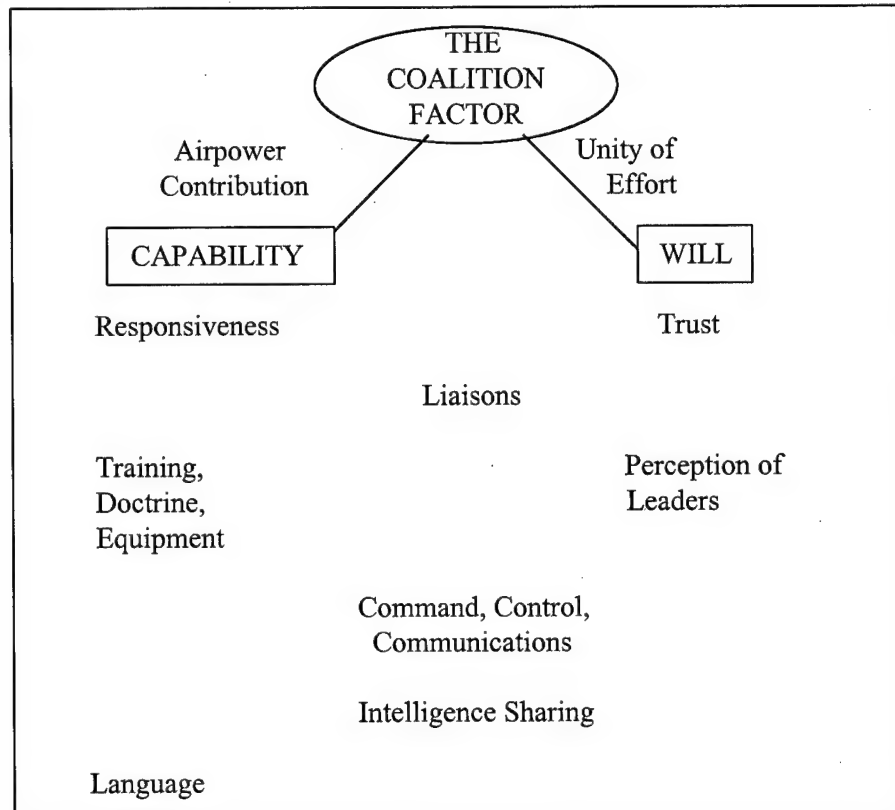 THE
COALITION
FACTOR
Airpower
Contribution
Unity of
Effort
CAPABILITY
WILL
Responsiveness
Trust
Liaisons
Training,
Doctrine,
Equipment
Perception of
Leaders
Command, Control,
Communications
Intelligence Sharing
Language